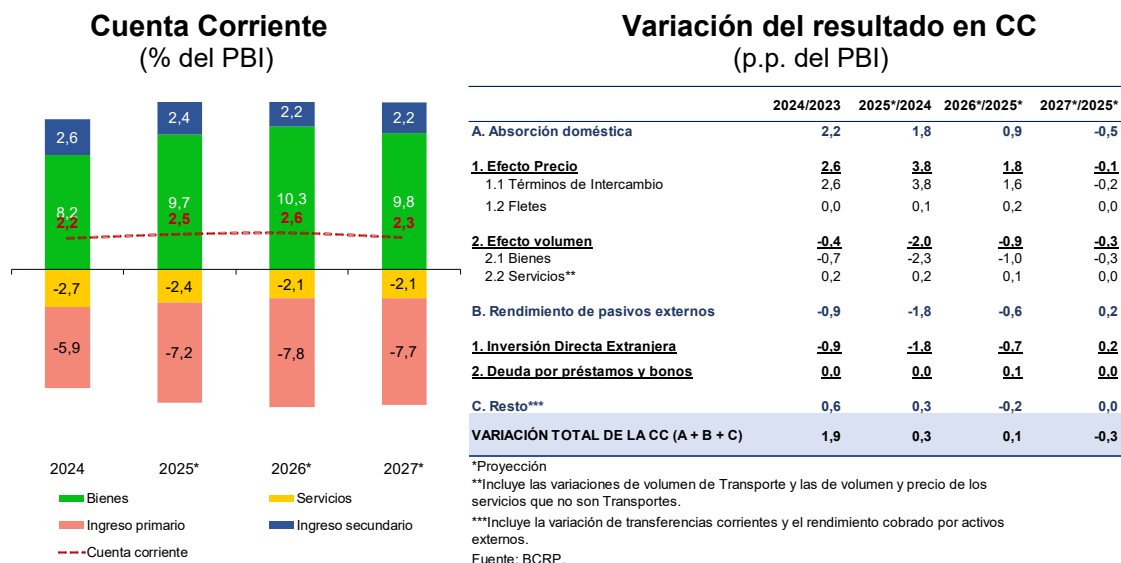 Cuenta Corriente
(% del PBI)
2,6
2,4
2,2
2,2
8,2
9,7
10,3
9,8
2,2
2,5
2,6
2,3
-2,7
-2,4
-2,1
-2,1
-5,9
-7,2
-7,8
-7,7
2024
2025*
2026*
2027*
Bienes
Servicios
Ingreso primario
Ingreso secundario
Cuenta corriente
Variación del resultado en CC
(p.p. del PBI)
2024/2023 2025*/2024 2026*/2025* 2027*/2025*
A. Absorción doméstica 2,2 1,8 0,9 -0,5
1. Efecto Precio 2,6 3,8 1,8 -0,1
1.1 Términos de Intercambio 2,6 3,8 1,6 -0,2
1.2 Fletes 0,0 0,1 0,2 0,0
2. Efecto volumen -0,4 -2,0 -0,9 -0,3
2.1 Bienes -0,7 -2,3 -1,0 -0,3
2.2 Servicios** 0,2 0,2 0,1 0,0
B. Rendimiento de pasivos externos -0,9 -1,8 -0,6 0,2
1. Inversión Directa Extranjera -0,9 -1,8 -0,7 0,2
2. Deuda por préstamos y bonos 0,0 0,0 0,1 0,0
C. Resto*** 0,6 0,3 -0,2 0,0
VARIACIÓN TOTAL DE LA CC (A + B + C) 1,9 0,3 0,1 -0,3
*Proyección
**Incluye las variaciones de volumen de Transporte y las de volumen y precio de los
servicios que no son Transportes.
***Incluye la variación de transferencias corrientes y el rendimiento cobrado por activos
externos.
Fuente: BCRP.